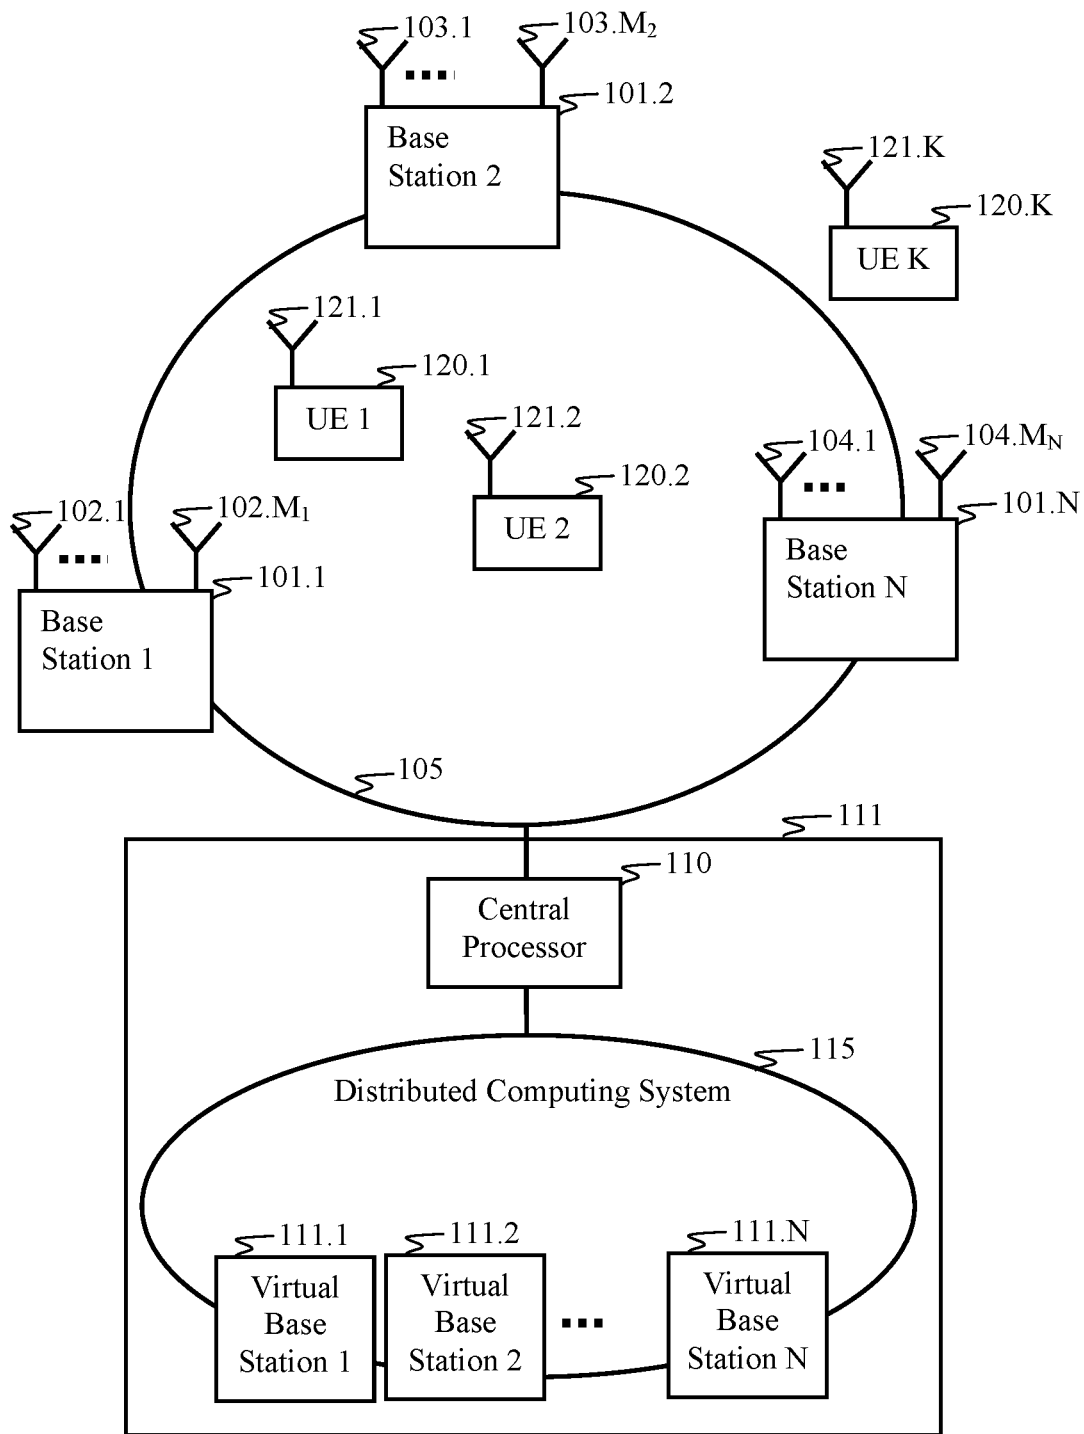 103.1
103.M2
101.2
Base
Station 2
121.K
120.K
UE K
121.1
120.1
UE 1
121.2
120.2
UE 2
104.1
104.MN
101.N
Base
Station N
102.1
102.M1
101.1
Base
Station 1
105
111
110
Central
Processor
115
Distributed Computing System
111.1
Virtual
Base
Station 1
111.2
Virtual
Base
Station 2
111.N
Virtual
Base
Station N